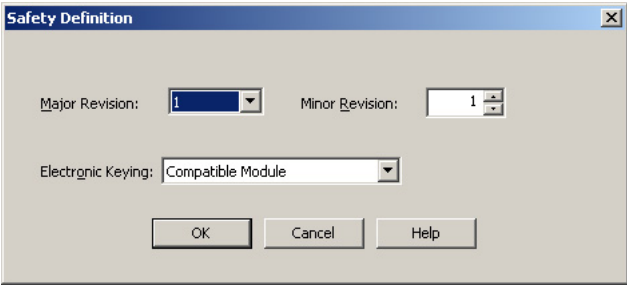 Safety Definition
Major Revision: 1 Minor Revision: 1
Electronic Keying: Compatible Module
OK Cancel Help